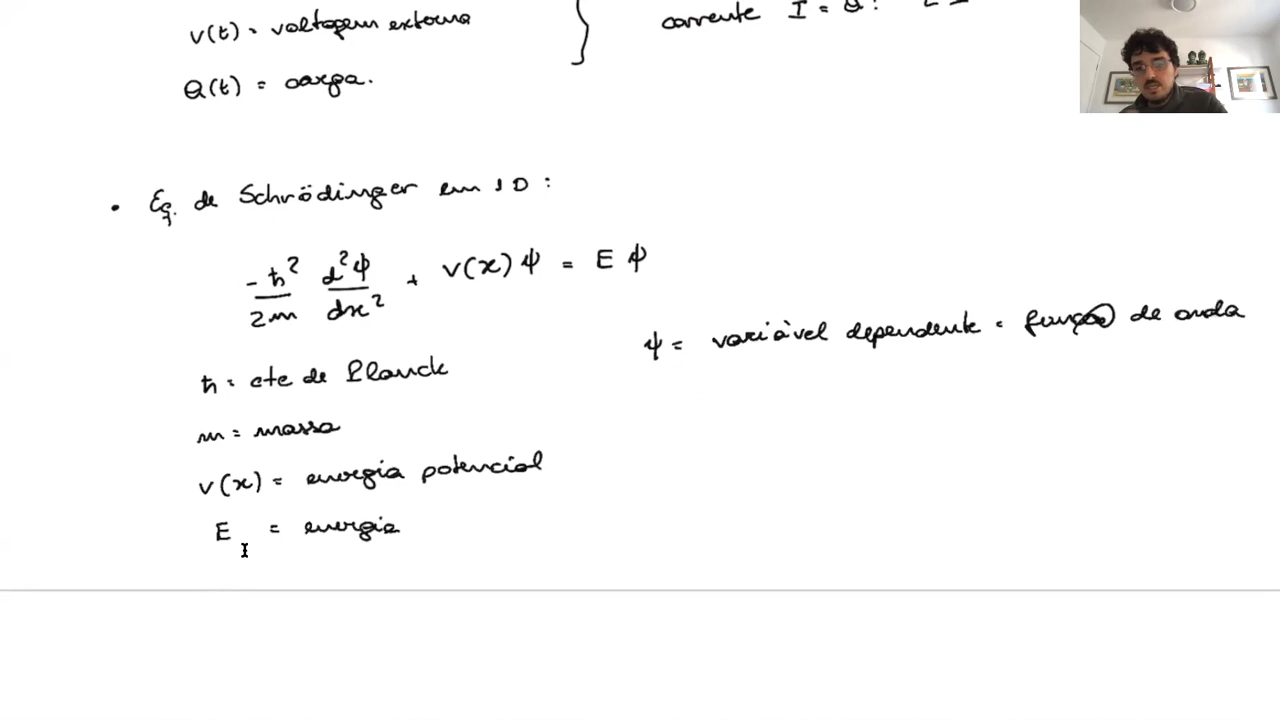 v(t) = voltagem externa
corrente I = Q'
Q(t) = carga.
• Eq. de Schrödinger em 1D :
-ħ²/2m d²ψ/dx² + V(x) ψ = E ψ
ψ = variável dependente = função de onda
ħ = cte de Planck
m = massa
V(x) = energia potencial
E = energia